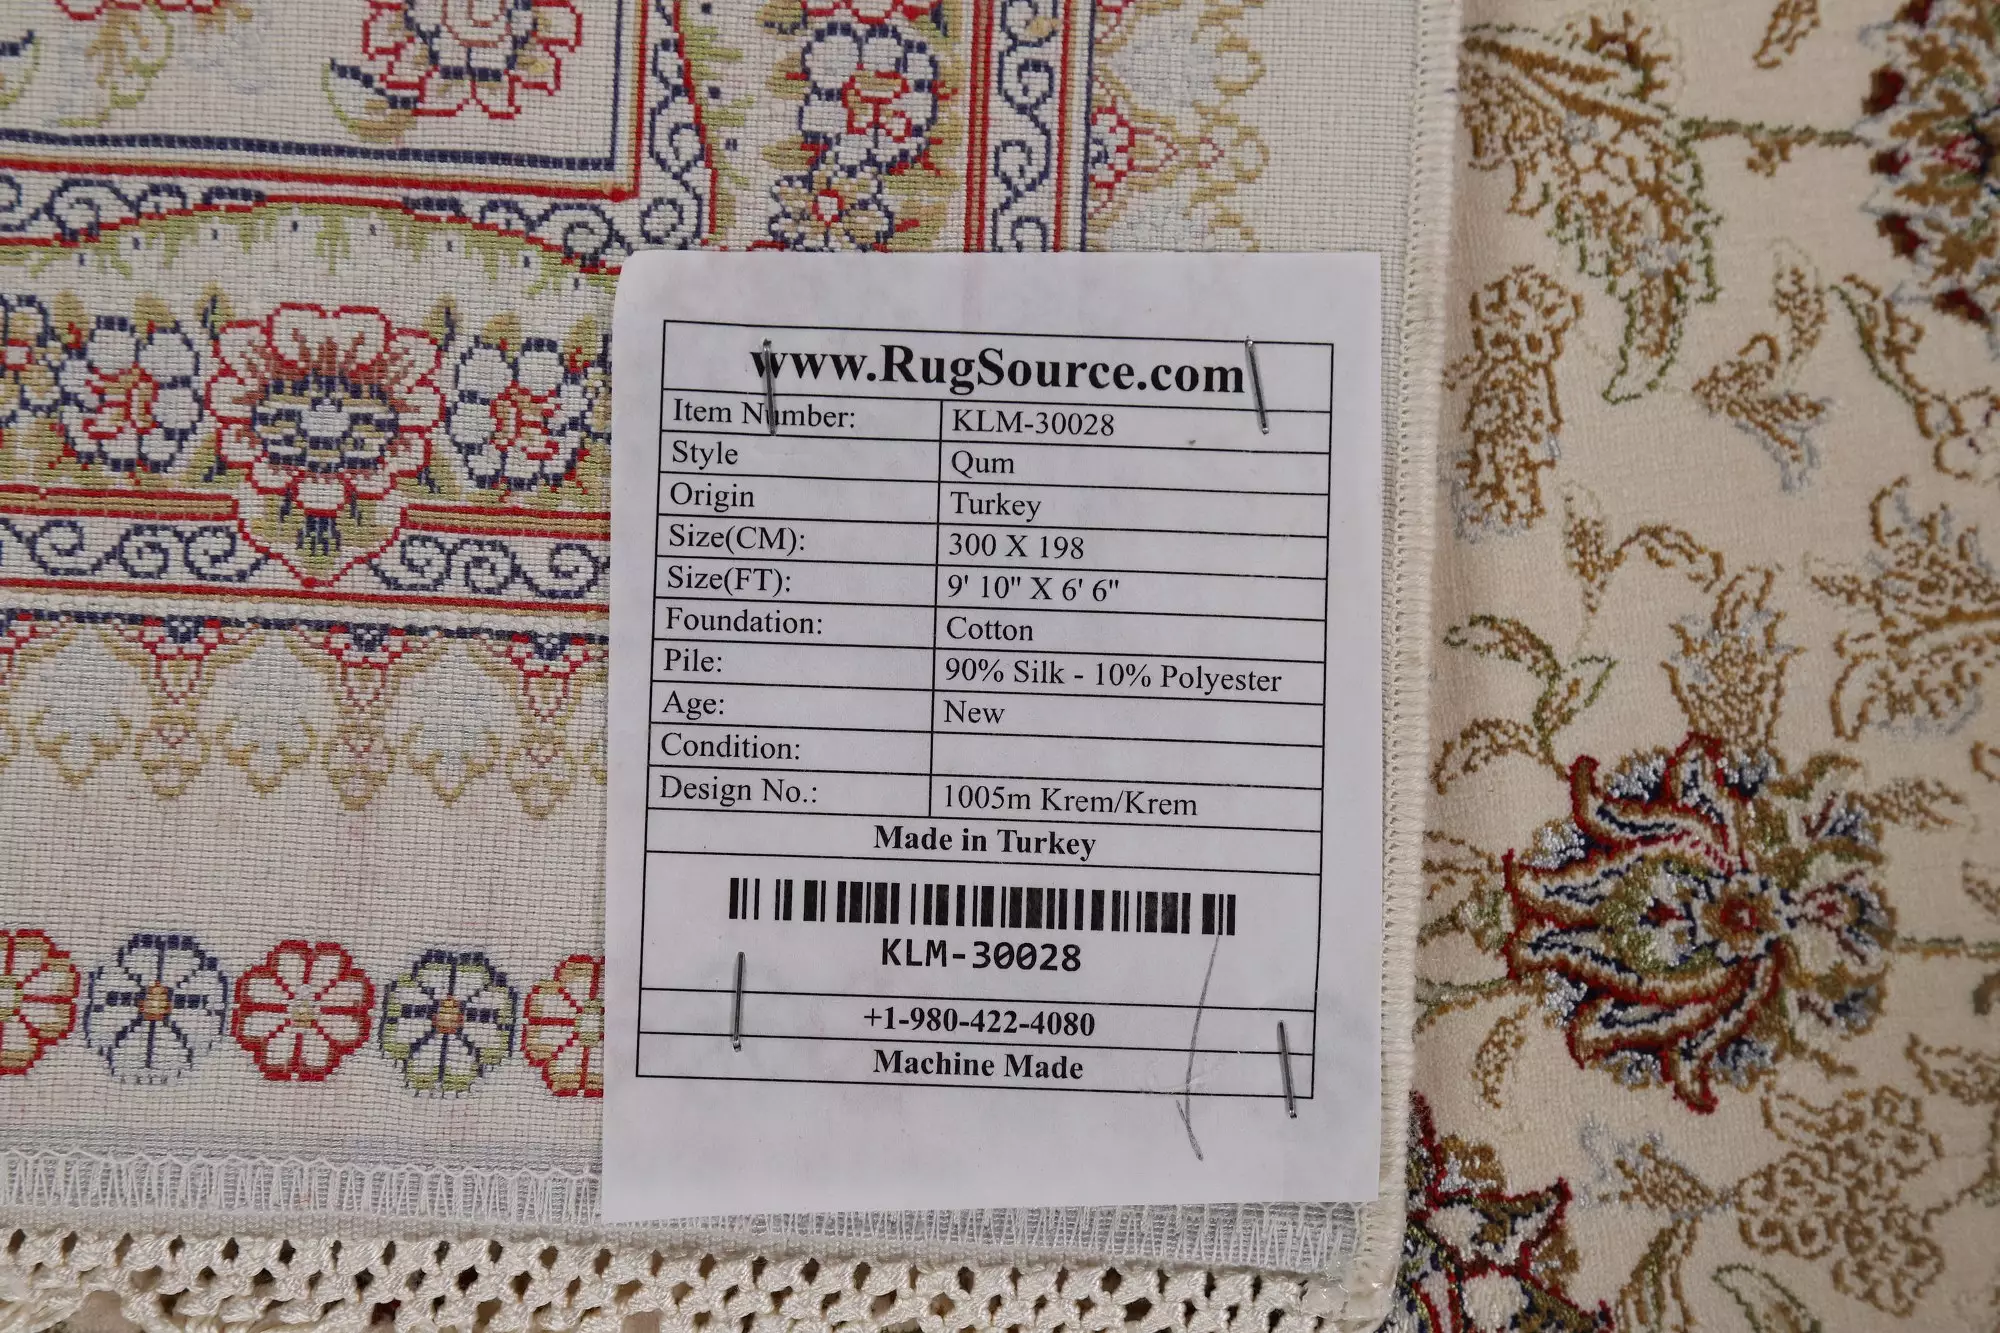 www.RugSource.com
Item Number: KLM-30028
Style Qum
Origin Turkey
Size(CM): 300 X 198
Size(FT): 9' 10" X 6' 6"
Foundation: Cotton
Pile: 90% Silk - 10% Polyester
Age: New
Condition:
Design No.: 1005m Krem/Krem
Made in Turkey
KLM-30028
+1-980-422-4080
Machine Made